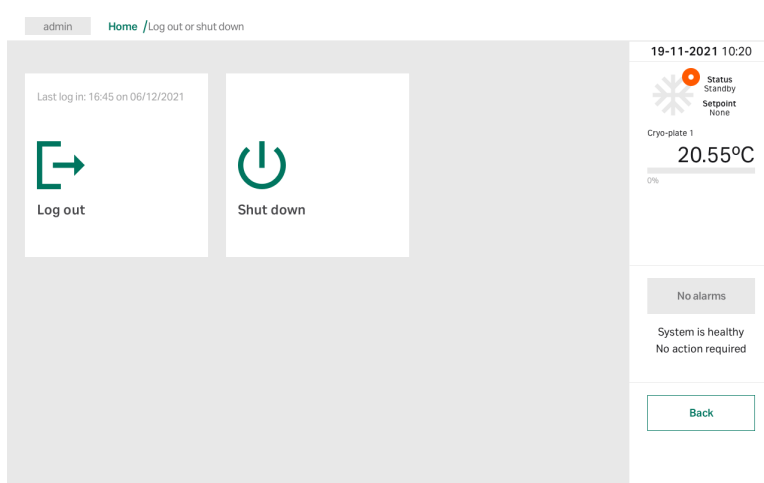 admin
Home / Log out or shut down
19-11-2021 10:20
Last log in: 16:45 on 06/12/2021
Log out
Shut down
Status
Standby
Setpoint
None
Cryo-plate 1
20.55ºC
0%
No alarms
System is healthy
No action required
Back